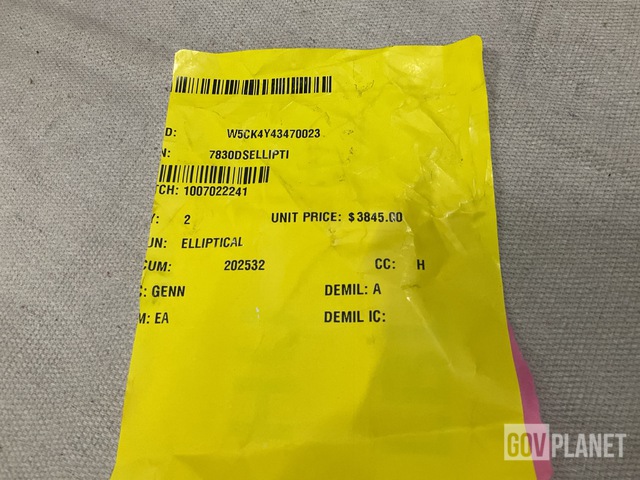 D: W5CK4Y43470023
N: 7830DSELLIPTI
TCH: 1007022241
Y: 2 UNIT PRICE: $3845.00
UN: ELLIPTICAL
CUM: 202532 CC: H
: GENN DEMIL: A
M: EA DEMIL IC:
GOVPLANET